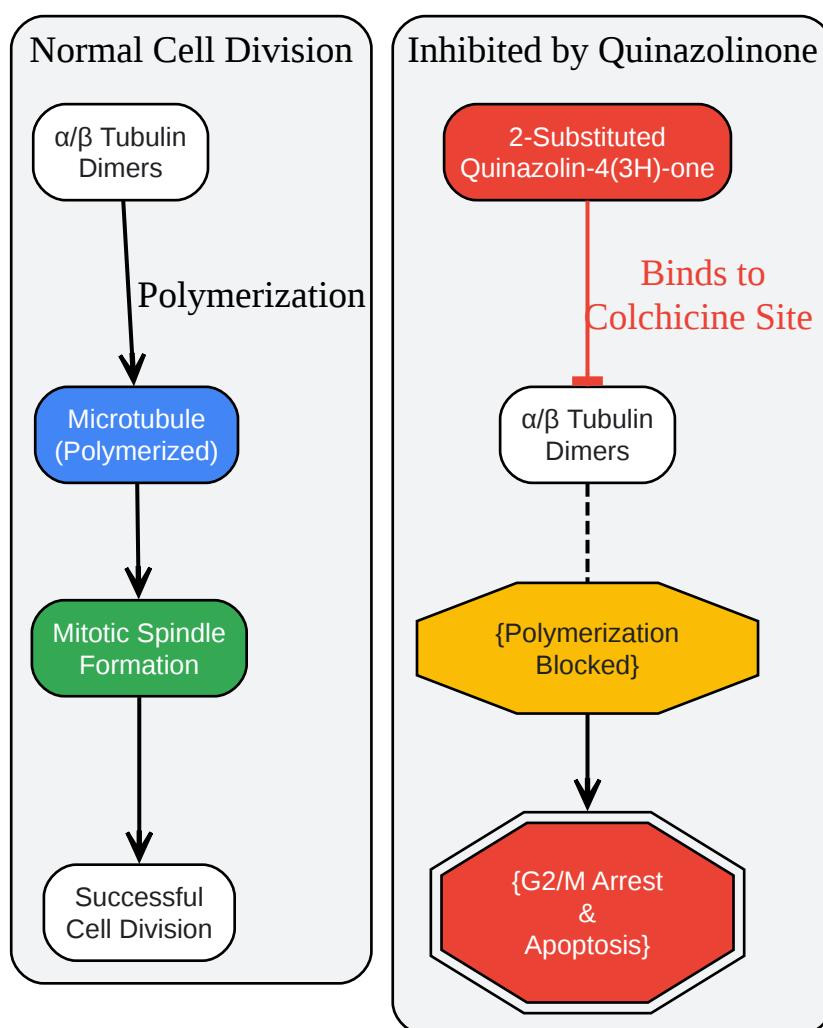 Normal Cell Division
α/β Tubulin
Dimers
Polymerization
Microtubule
(Polymerized)
Mitotic Spindle
Formation
Successful
Cell Division
Inhibited by Quinazolinone
2-Substituted
Quinazolin-4(3H)-one
Binds to
Colchicine Site
α/β Tubulin
Dimers
{Polymerization
Blocked}
{G2/M Arrest
&
Apoptosis}